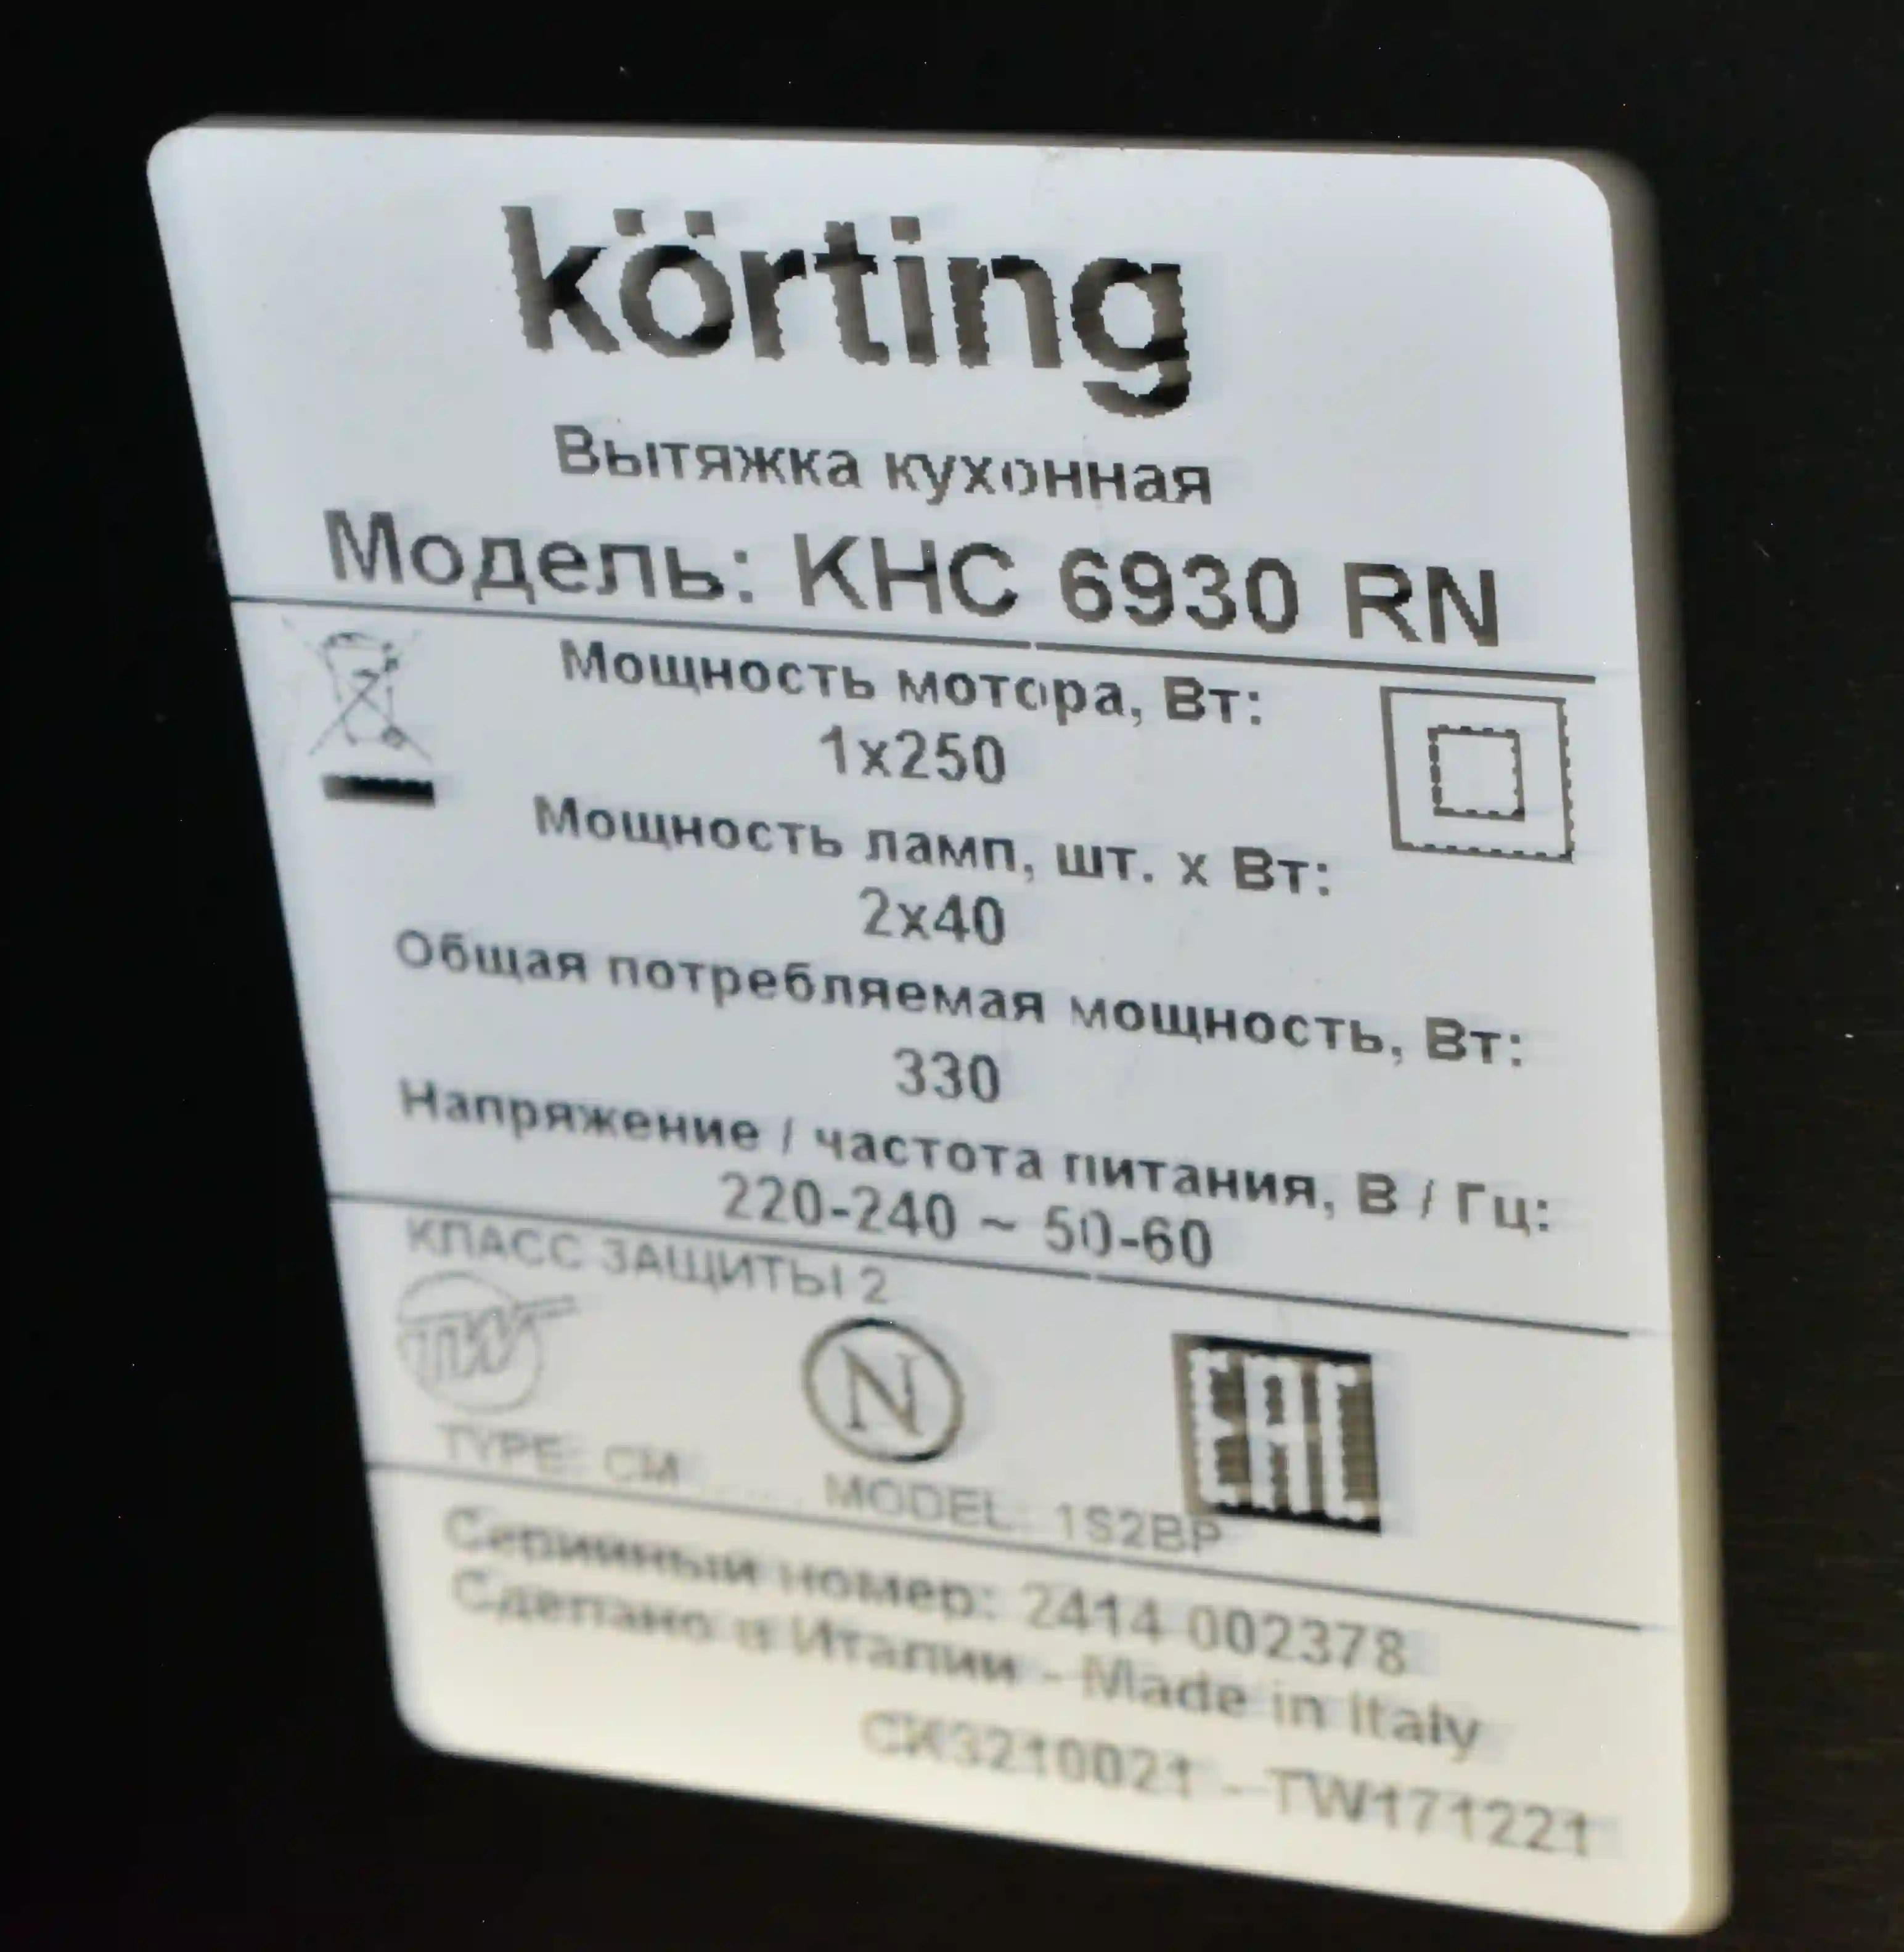 körting
Вытяжка кухонная
Модель: KHC 6930 RN
Мощность мотора, Вт:
1x250
Мощность ламп, шт. x Вт:
2x40
Общая потребляемая мощность, Вт:
330
Напряжение / частота питания, В / Гц:
220-240 ~ 50-60
КЛАСС ЗАЩИТЫ 2
TW N EAC
TYPE: CM MODEL: 1S2BP
Серийный номер: 2414 002378
Сделано в Италии - Made in Italy
CK3210021 - TW171221